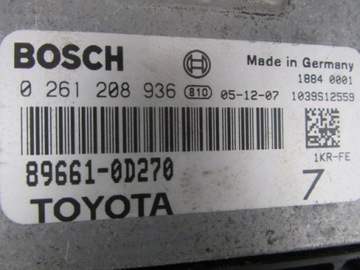 BOSCH
Made in Germany
1884 0001
0 261 208 936 810 05-12-07 1039S12559
89661-0D270
1KR-FE
TOYOTA
7